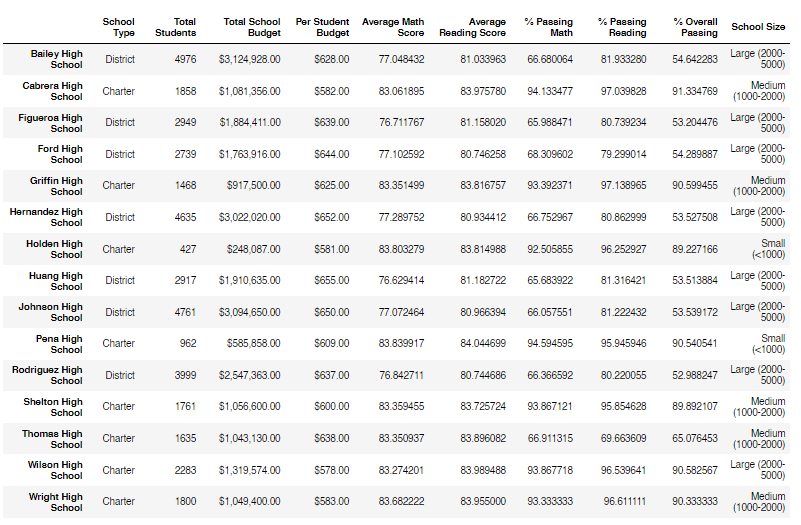 School Type Total Students Total School Budget Per Student Budget Average Math Score Average Reading Score % Passing Math % Passing Reading % Overall Passing School Size
Bailey High School District 4976 $3,124,928.00 $628.00 77.048432 81.033963 66.680064 81.933280 54.642283 Large (2000-5000)
Cabrera High School Charter 1858 $1,081,356.00 $582.00 83.061895 83.975780 94.133477 97.039828 91.334769 Medium (1000-2000)
Figueroa High School District 2949 $1,884,411.00 $639.00 76.711767 81.158020 65.988471 80.739234 53.204476 Large (2000-5000)
Ford High School District 2739 $1,763,916.00 $644.00 77.102592 80.746258 68.309602 79.299014 54.289887 Large (2000-5000)
Griffin High School Charter 1468 $917,500.00 $625.00 83.351499 83.816757 93.392371 97.138965 90.599455 Medium (1000-2000)
Hernandez High School District 4635 $3,022,020.00 $652.00 77.289752 80.934412 66.752967 80.862999 53.527508 Large (2000-5000)
Holden High School Charter 427 $248,087.00 $581.00 83.803279 83.814988 92.505855 96.252927 89.227166 Small (<1000)
Huang High School District 2917 $1,910,635.00 $655.00 76.629414 81.182722 65.683922 81.316421 53.513884 Large (2000-5000)
Johnson High School District 4761 $3,094,650.00 $650.00 77.072464 80.966394 66.057551 81.222432 53.539172 Large (2000-5000)
Pena High School Charter 962 $585,858.00 $609.00 83.839917 84.044699 94.594595 95.945946 90.540541 Small (<1000)
Rodriguez High School District 3999 $2,547,363.00 $637.00 76.842711 80.744686 66.366592 80.220055 52.988247 Large (2000-5000)
Shelton High School Charter 1761 $1,056,600.00 $600.00 83.359455 83.725724 93.867121 95.854628 89.892107 Medium (1000-2000)
Thomas High School Charter 1635 $1,043,130.00 $638.00 83.350937 83.896082 66.911315 69.663609 65.076453 Medium (1000-2000)
Wilson High School Charter 2283 $1,319,574.00 $578.00 83.274201 83.989488 93.867718 96.539641 90.582567 Large (2000-5000)
Wright High School Charter 1800 $1,049,400.00 $583.00 83.682222 83.955000 93.333333 96.611111 90.333333 Medium (1000-2000)